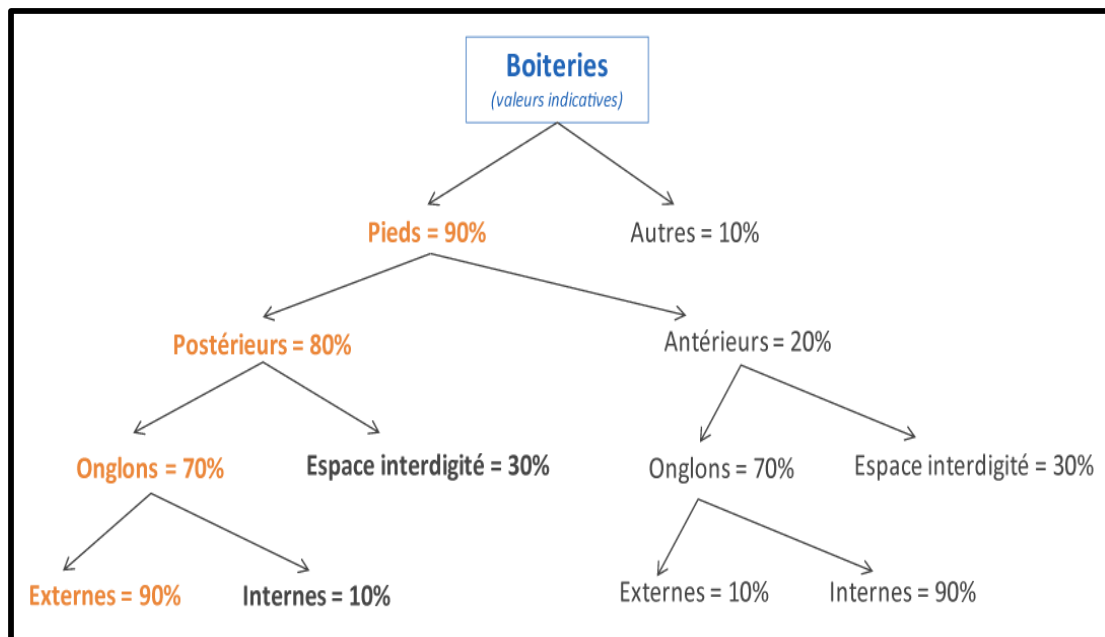 Boiteries
(valeurs indicatives)
Pieds = 90%
Autres = 10%
Postérieurs = 80%
Antérieurs = 20%
Onglons = 70%
Espace interdigité = 30%
Onglons = 70%
Espace interdigité = 30%
Externes = 90%
Internes = 10%
Externes = 10%
Internes = 90%